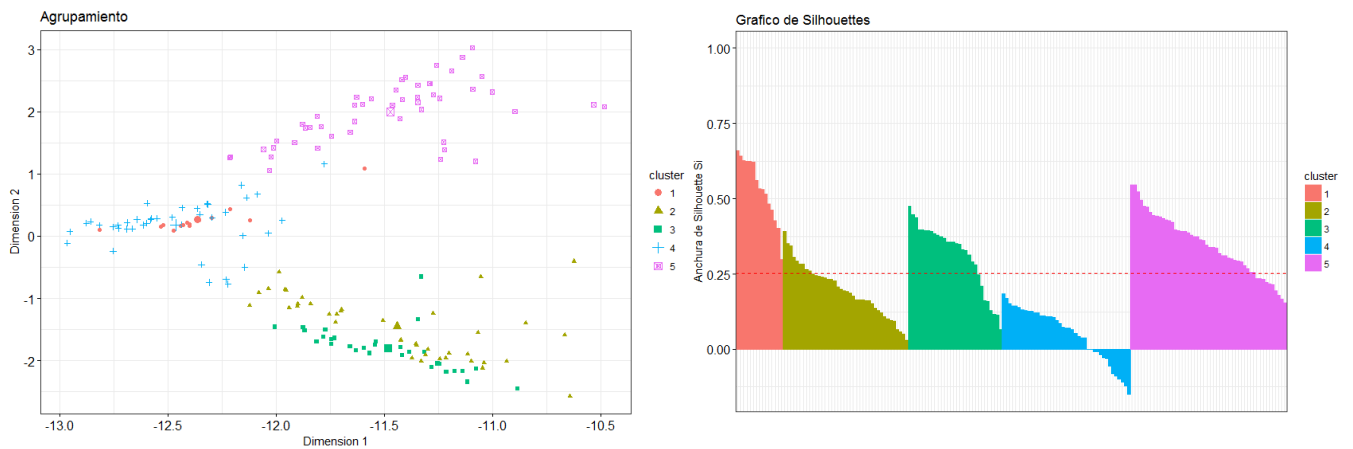 Agrupamiento
3
2
1
0
-1
-2
Dimension 2
-13.0 -12.5 -12.0 -11.5 -11.0 -10.5
Dimension 1
cluster
1
2
3
4
5
Grafico de Silhouettes
1.00
0.75
0.50
0.25
0.00
Anchura de Silhouette Si
cluster
1
2
3
4
5